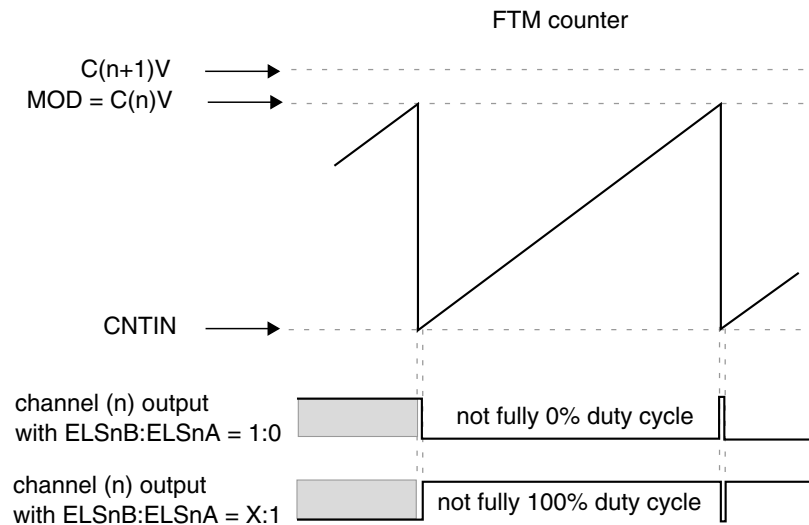 FTM counter
C(n+1)V
MOD = C(n)V
CNTIN
channel (n) output
with ELSnB:ELSnA = 1:0
not fully 0% duty cycle
channel (n) output
with ELSnB:ELSnA = X:1
not fully 100% duty cycle